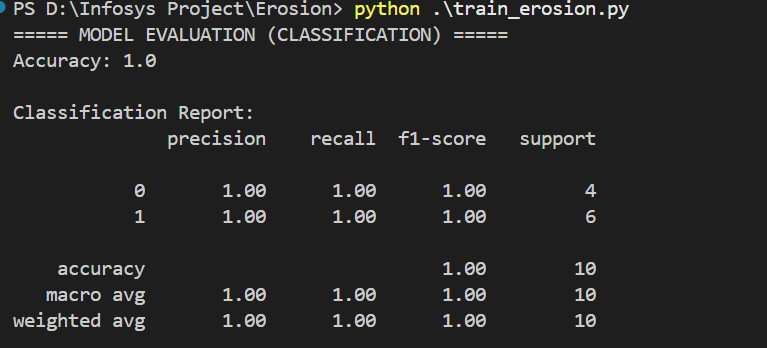 PS D:\Infosys Project\Erosion> python .\train_erosion.py
===== MODEL EVALUATION (CLASSIFICATION) =====
Accuracy: 1.0
Classification Report:
precision recall f1-score support
0 1.00 1.00 1.00 4
1 1.00 1.00 1.00 6
accuracy 1.00 10
macro avg 1.00 1.00 1.00 10
weighted avg 1.00 1.00 1.00 10